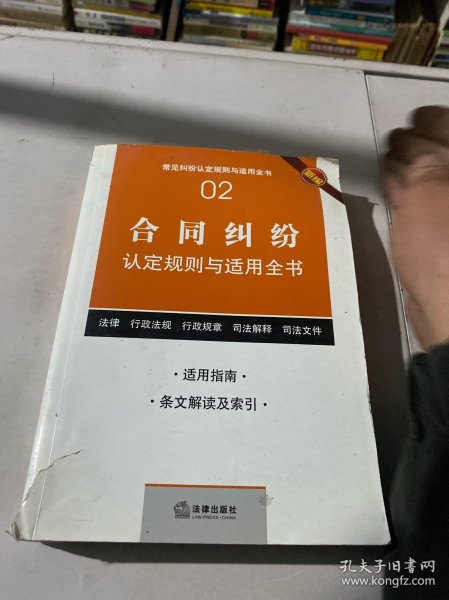 常见纠纷认定规则与适用全书
新编
02
合同纠纷
认定规则与适用全书
法律 行政法规 行政规章 司法解释 司法文件
·适用指南·
·条文解读及索引·
法律出版社
LAW PRESS·CHINA
孔夫子旧书网
www.kongfz.com